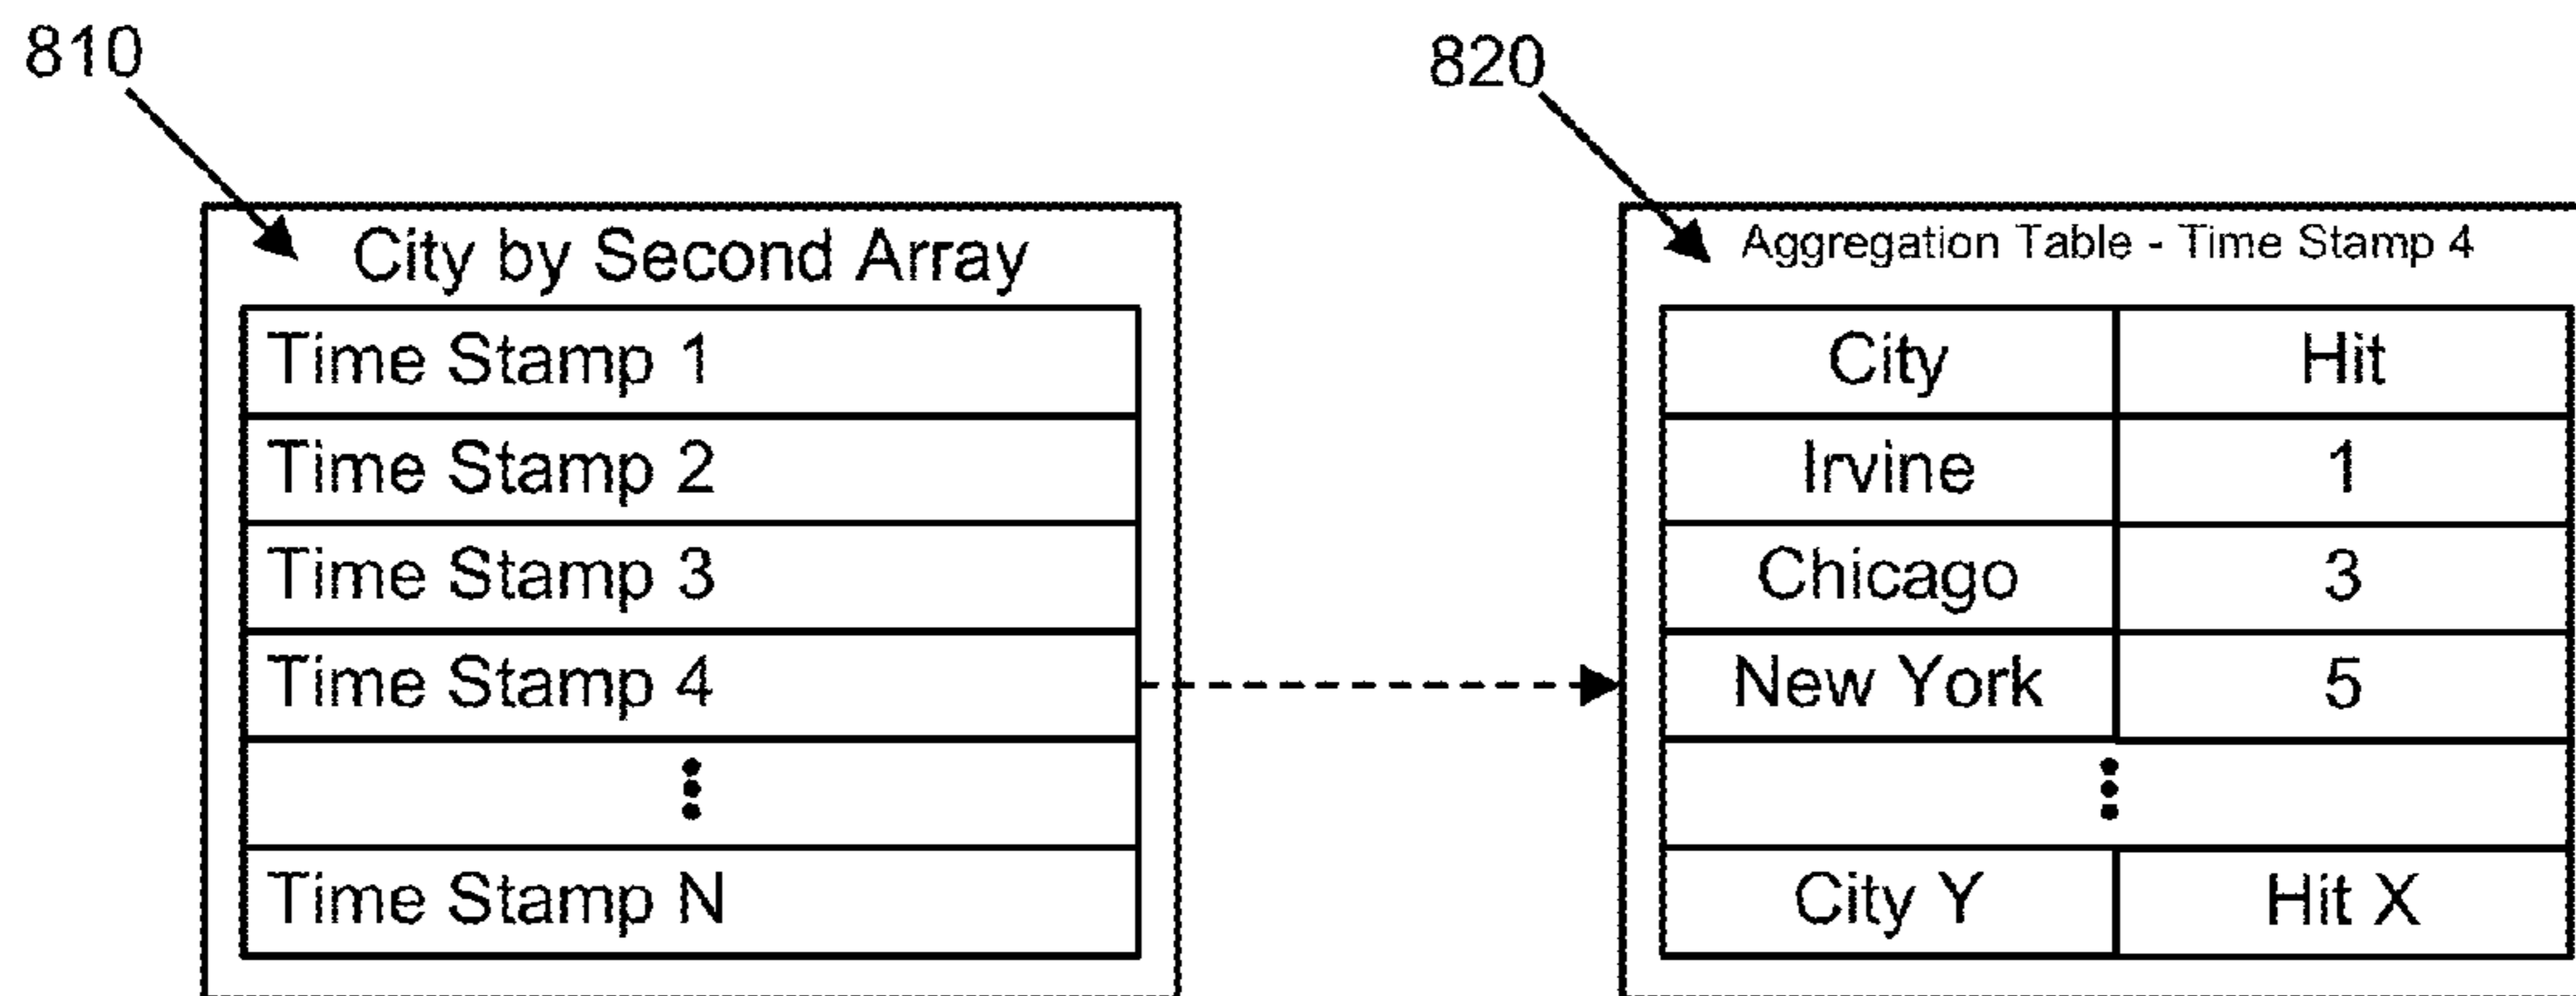 810
820
City by Second Array
Time Stamp 1
Time Stamp 2
Time Stamp 3
Time Stamp 4
Time Stamp N
Aggregation Table - Time Stamp 4
City Hit
Irvine 1
Chicago 3
New York 5
City Y Hit X